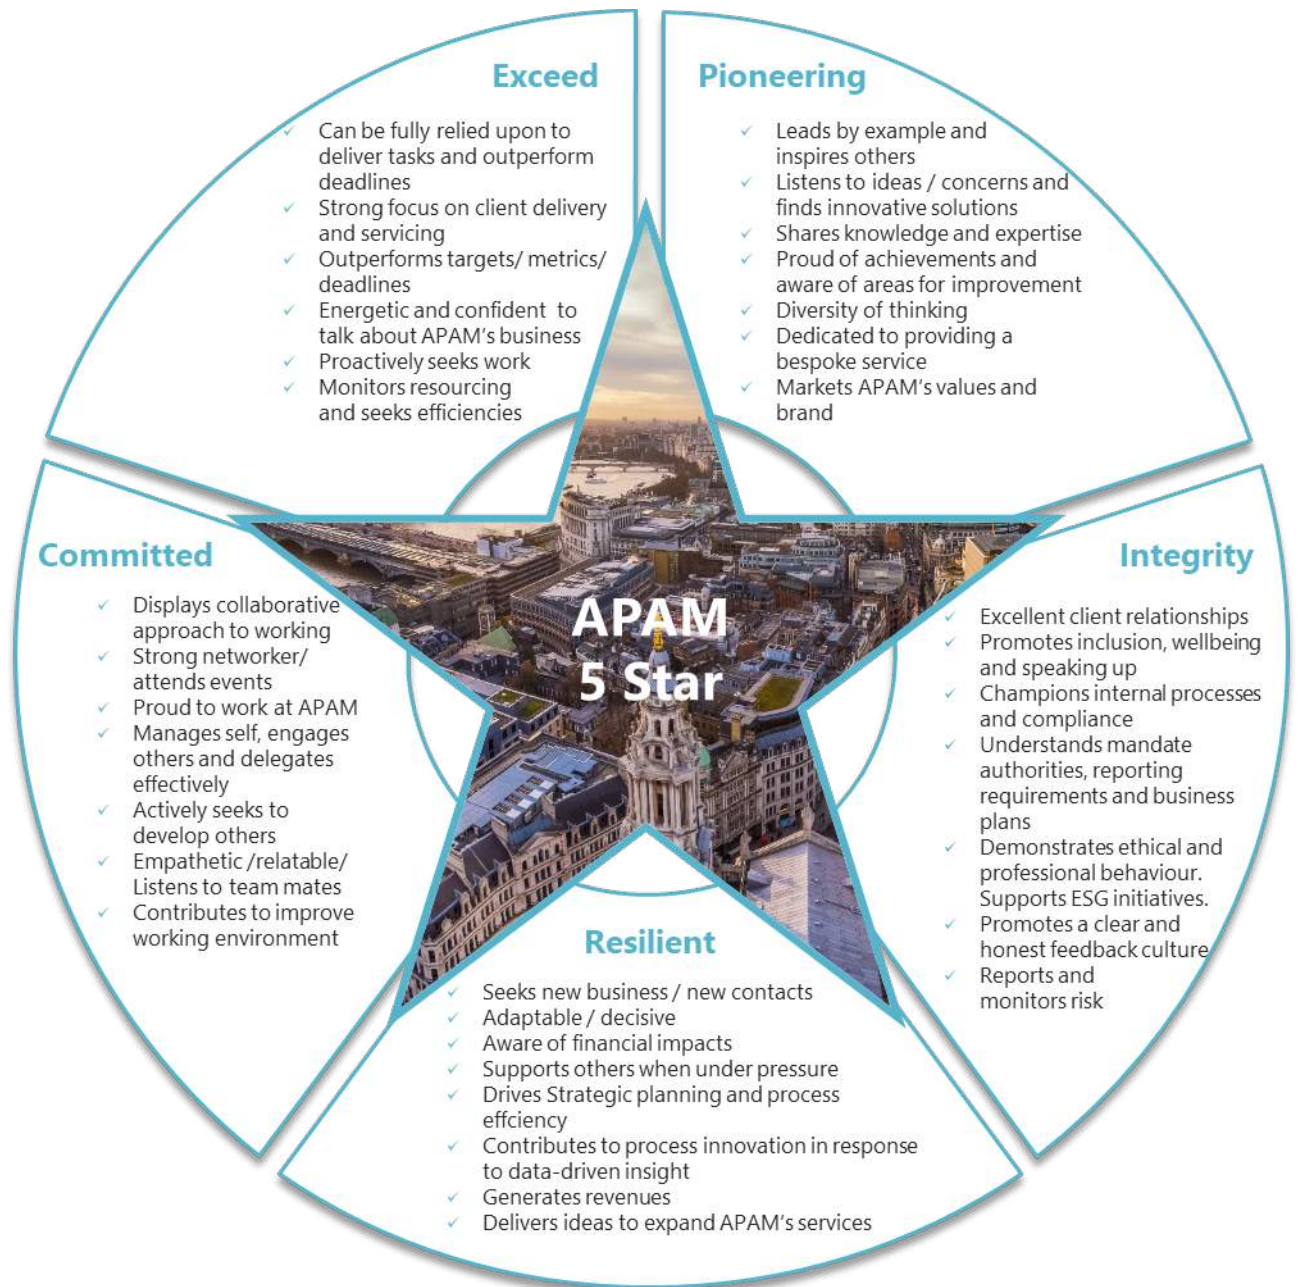 Exceed
Can be fully relied upon to
deliver tasks and outperform
deadlines
Strong focus on client delivery
and servicing
Outperforms targets/ metrics/
deadlines
Energetic and confident to
talk about APAM's business
Proactively seeks work
Monitors resourcing
and seeks efficiencies
Pioneering
Leads by example and
inspires others
Listens to ideas / concerns and
finds innovative solutions
Shares knowledge and expertise
Proud of achievements and
aware of areas for improvement
Diversity of thinking
Dedicated to providing a
bespoke service
Markets APAM's values and
brand
Committed
Displays collaborative
approach to working
Strong networker/
attends events
Proud to work at APAM
Manages self, engages
others and delegates
effectively
Actively seeks to
develop others
Empathetic /relatable/
Listens to team mates
Contributes to improve
working environment
APAM
5 Star
Integrity
Excellent client relationships
Promotes inclusion, wellbeing
and speaking up
Champions internal processes
and compliance
Understands mandate
authorities, reporting
requirements and business
plans
Demonstrates ethical and
professional behaviour.
Supports ESG initiatives.
Promotes a clear and
honest feedback culture
Reports and
monitors risk
Resilient
Seeks new business / new contacts
Adaptable / decisive
Aware of financial impacts
Supports others when under pressure
Drives Strategic planning and process
effciency
Contributes to process innovation in response
to data-driven insight
Generates revenues
Delivers ideas to expand APAM's services